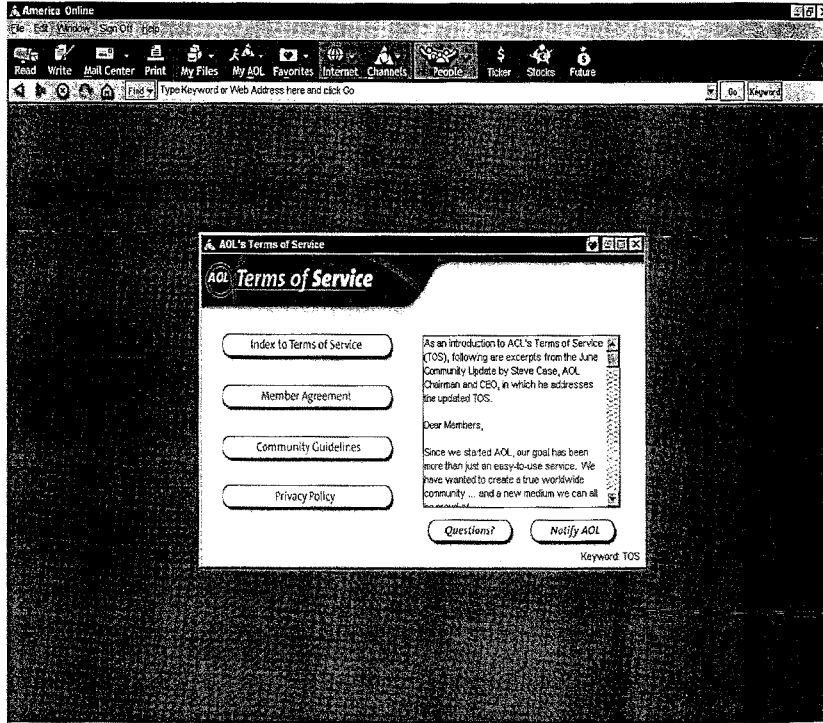 America Online
File Edit Window Sign Off Help
Read Write Mail Center Print My Files My AOL Favorites Internet Channels People Ticker Stocks Future
Find Type Keyword or Web Address here and click Go Go Keyword
AOL's Terms of Service
AOL Terms of Service
Index to Terms of Service
Member Agreement
Community Guidelines
Privacy Policy
As an introduction to AOL's Terms of Service
(TOS), following are excerpts from the June
Community Update by Steve Case, AOL
Chairman and CEO, in which he addresses
the updated TOS.
Dear Members,
Since we started AOL, our goal has been
more than just an easy-to-use service. We
have wanted to create a true worldwide
community ... and a new medium we can all
Questions? Notify AOL
Keyword: TOS